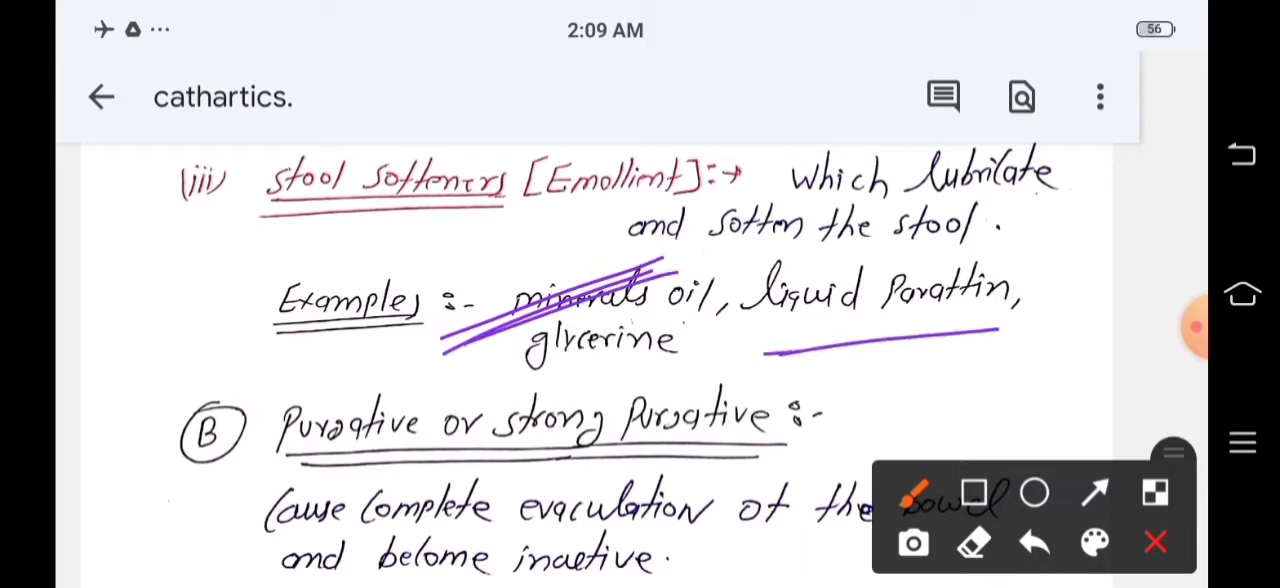 2:09 AM
56
cathartics.
(iii) Stool Softeners [Emollient]:→ which lubricate
and soften the stool.
Examples :- minerals oil, liquid Paraffin,
glycerine
B Purgative or strong Purgative :-
Cause Complete evaculation of the bowel
and become inactive.